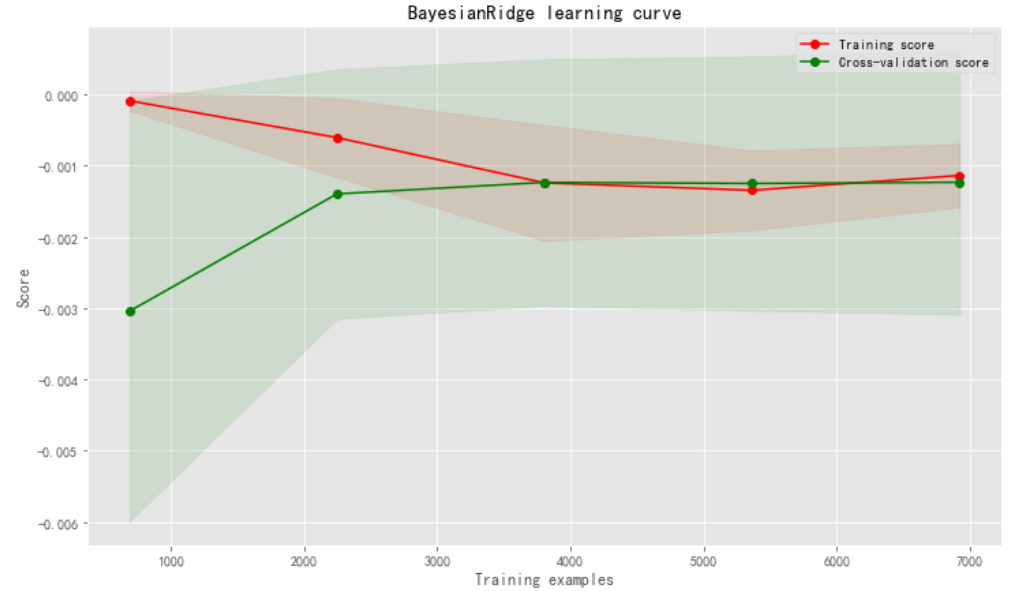 BayesianRidge learning curve
Training score
Cross-validation score
0.000
−0.001
−0.002
−0.003
−0.004
−0.005
−0.006
Score
1000 2000 3000 4000 5000 6000 7000
Training examples